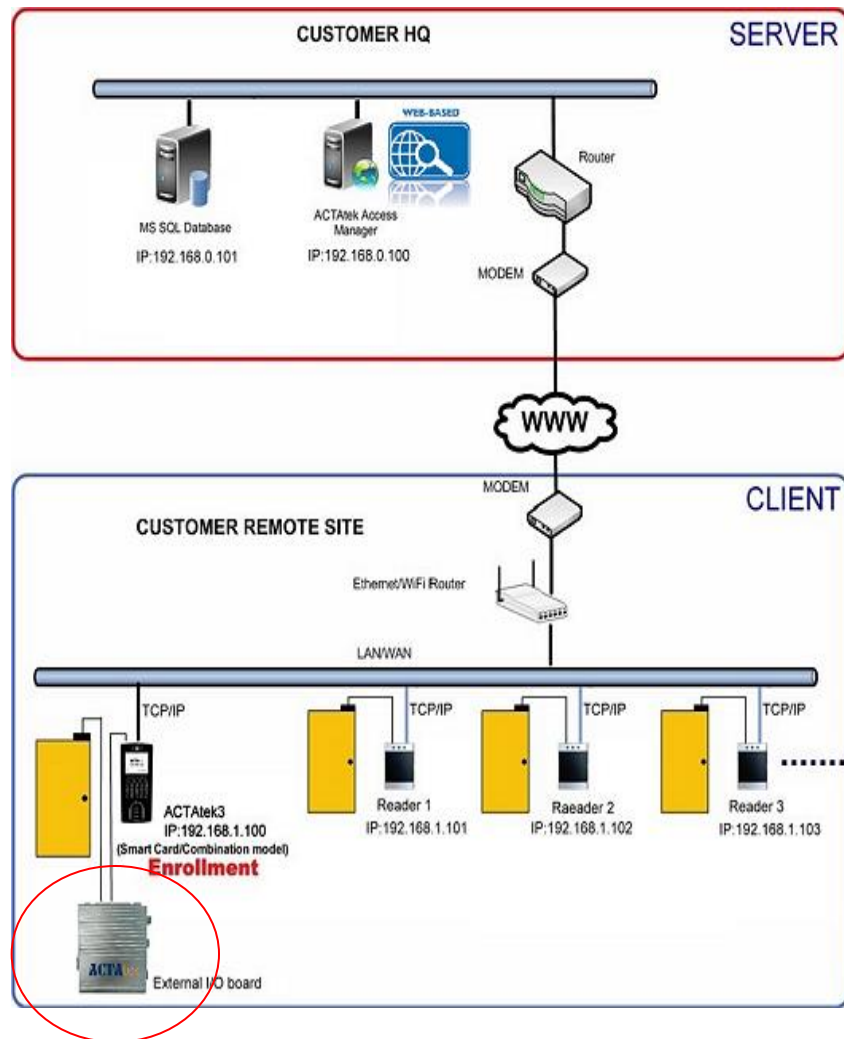 SERVER
CUSTOMER HQ
WEB-BASED
Router
MS SQL Database
IP:192.168.0.101
ACTAtek Access
Manager
IP:192.168.0.100
MODEM
WWW
CLIENT
MODEM
CUSTOMER REMOTE SITE
Ethernet/WiFi Router
LAN/WAN
TCP/IP
TCP/IP
TCP/IP
TCP/IP
ACTAtek3
IP:192.168.1.100
(Smart Card/Combination model)
Enrollment
Reader 1
IP:192.168.1.101
Raeader 2
IP:192.168.1.102
Reader 3
IP:192.168.1.103
External I/O board